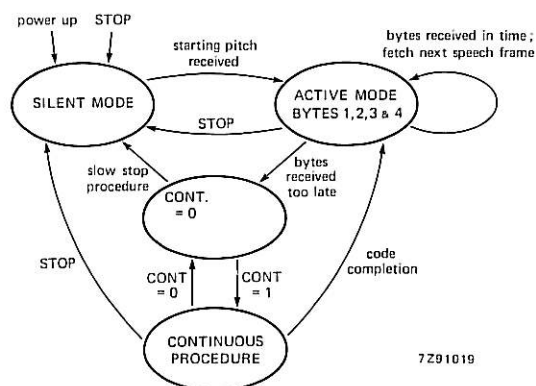 power up
STOP
starting pitch
received
bytes received in time;
fetch next speech frame
SILENT MODE
ACTIVE MODE
BYTES 1,2,3 & 4
STOP
slow stop
procedure
bytes
received
too late
CONT.
= 0
STOP
CONT
= 0
CONT
= 1
code
completion
CONTINUOUS
PROCEDURE
7Z91019